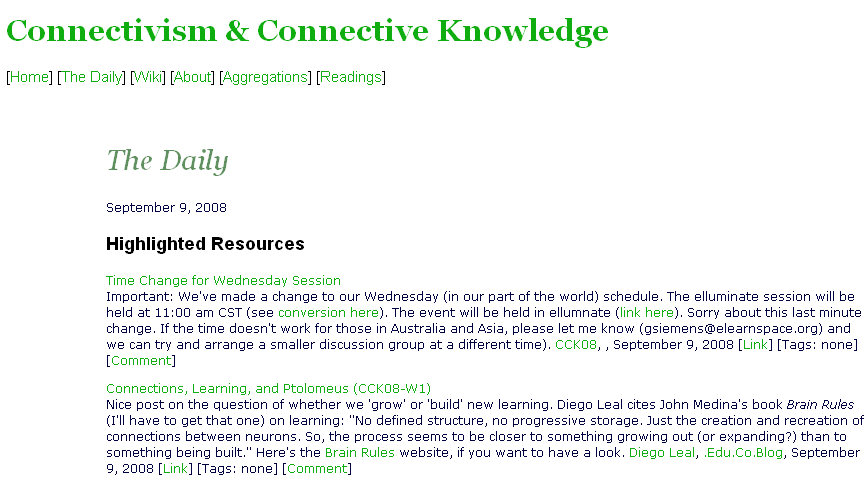 Connectivism & Connective Knowledge
[Home] [The Daily] [Wiki] [About] [Aggregations] [Readings]
The Daily
September 9, 2008
Highlighted Resources
Time Change for Wednesday Session
Important: We've made a change to our Wednesday (in our part of the world) schedule. The elluminate session will be
held at 11:00 am CST (see conversion here). The event will be held in ellumnate (link here). Sorry about this last minute
change. If the time doesn't work for those in Australia and Asia, please let me know (gsiemens@elearnspace.org) and
we can try and arrange a smaller discussion group at a different time). CCK08, , September 9, 2008 [Link] [Tags: none]
[Comment]
Connections, Learning, and Ptolomeus (CCK08-W1)
Nice post on the question of whether we 'grow' or 'build' new learning. Diego Leal cites John Medina's book Brain Rules
(I'll have to get that one) on learning: "No defined structure, no progressive storage. Just the creation and recreation of
connections between neurons. So, the process seems to be closer to something growing out (or expanding?) than to
something being built." Here's the Brain Rules website, if you want to have a look. Diego Leal, .Edu.Co.Blog, September
9, 2008 [Link] [Tags: none] [Comment]